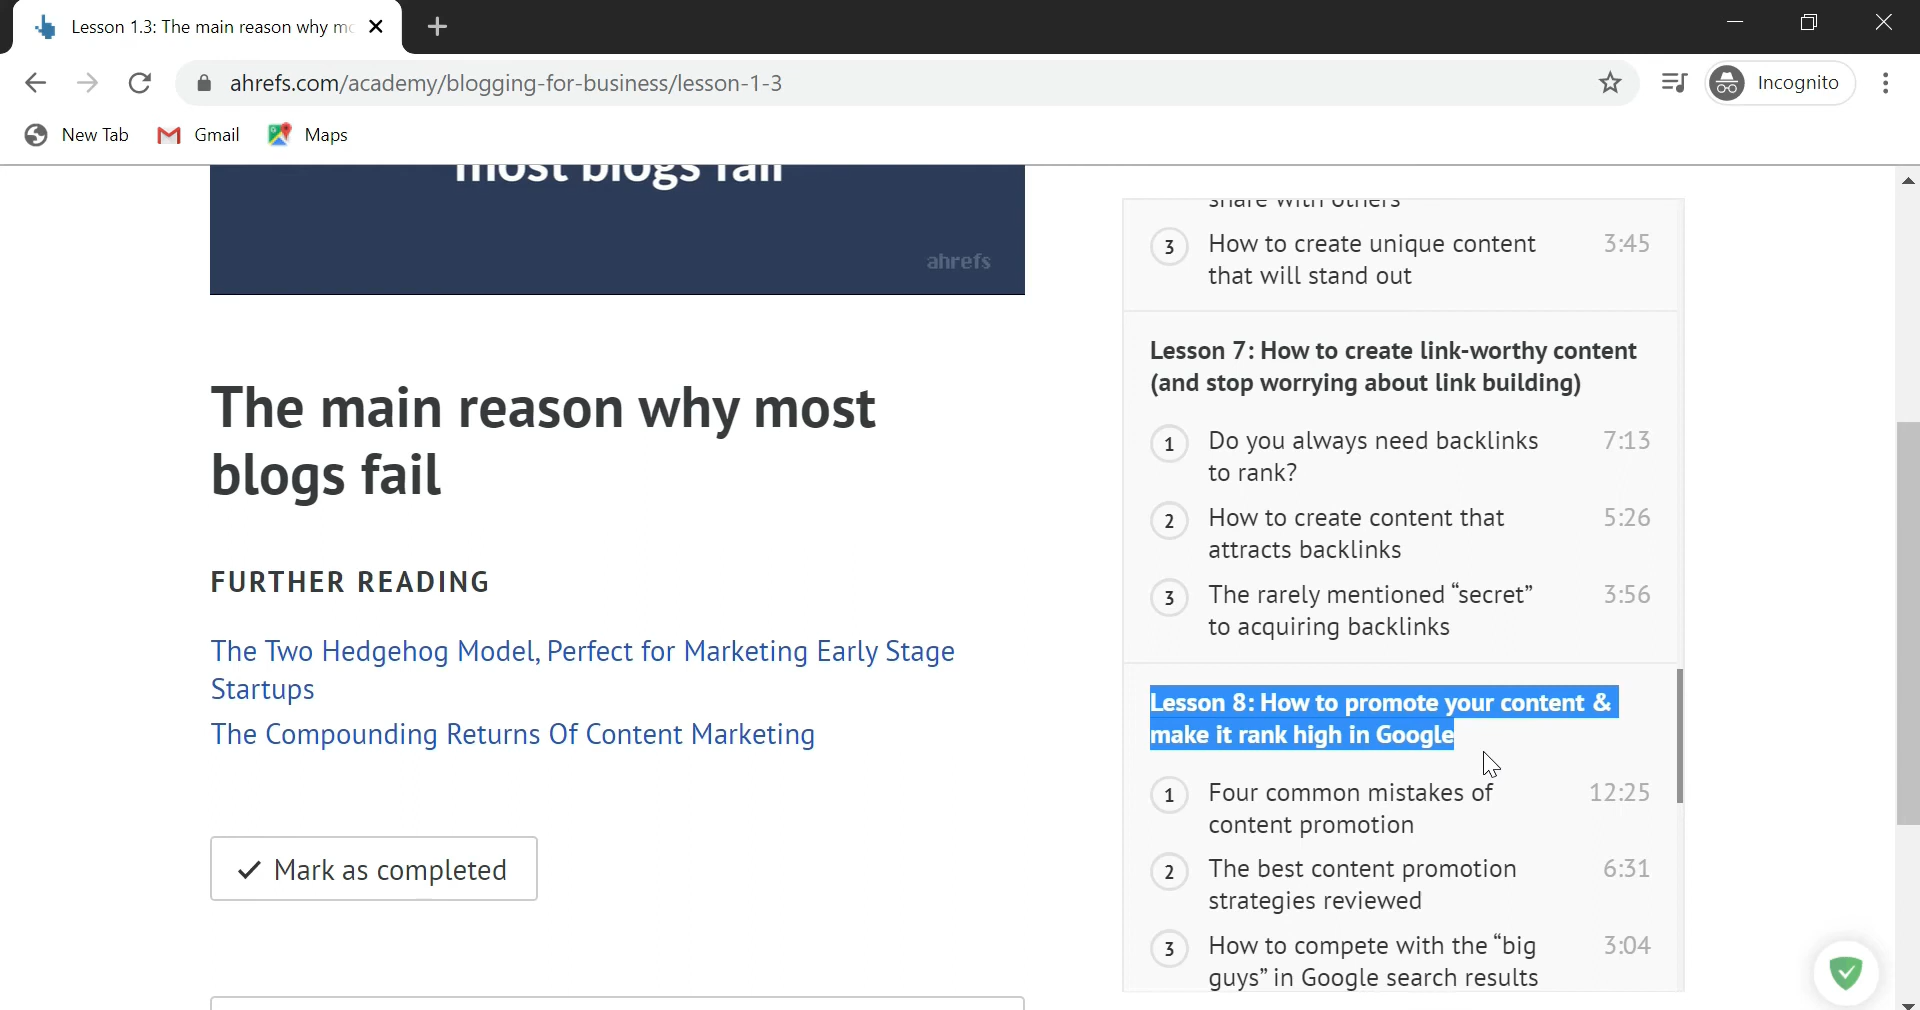 Lesson 1.3: The main reason why mo
ahrefs.com/academy/blogging-for-business/lesson-1-3
Incognito
New Tab
Gmail
Maps
most blogs fail
ahrefs
The main reason why most
blogs fail
FURTHER READING
The Two Hedgehog Model, Perfect for Marketing Early Stage
Startups
The Compounding Returns Of Content Marketing
✓ Mark as completed
share with others
3 How to create unique content 3:45
that will stand out
Lesson 7: How to create link-worthy content
(and stop worrying about link building)
1 Do you always need backlinks 7:13
to rank?
2 How to create content that 5:26
attracts backlinks
3 The rarely mentioned “secret” 3:56
to acquiring backlinks
Lesson 8: How to promote your content &
make it rank high in Google
1 Four common mistakes of 12:25
content promotion
2 The best content promotion 6:31
strategies reviewed
3 How to compete with the “big 3:04
guys” in Google search results